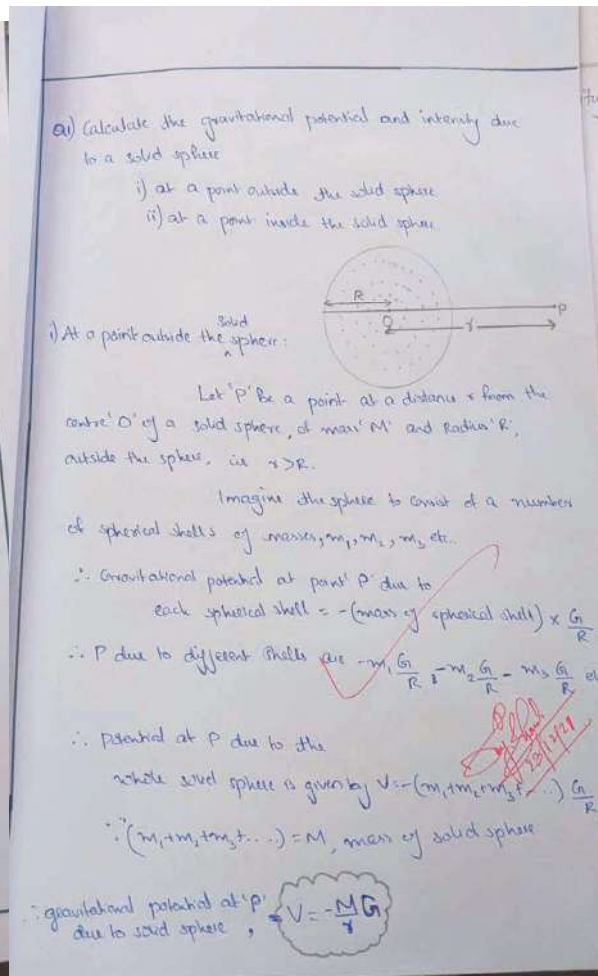 Q1) Calculate the gravitational potential and intensity due
to a solid sphere
i) at a point outside the solid sphere
ii) at a point inside the solid sphere
R
O
r
P
i) At a point outside the solid sphere:
Let 'P' Be a point at a distance r from the
centre 'O' of a solid sphere, of mass 'M' and Radius 'R',
outside the sphere, i.e r>R.
Imagine the sphere to consist of a number
of spherical shells of masses, m₁, m₂, m₃ etc..
∴ Gravitational potential at point 'P' due to
each spherical shell = -(mass of spherical shell) x G/R
∴ P due to different shells are -m₁ G/R, -m₂ G/R - m₃ G/R
∴ potential at P due to the
whole solid sphere is given by V=-(m₁+m₂+m₃+...) G/R
∵ (m₁+m₂+m₃+...) = M, mass of solid sphere
∴ gravitational potential at 'P'
due to solid sphere, = V = -M/r G